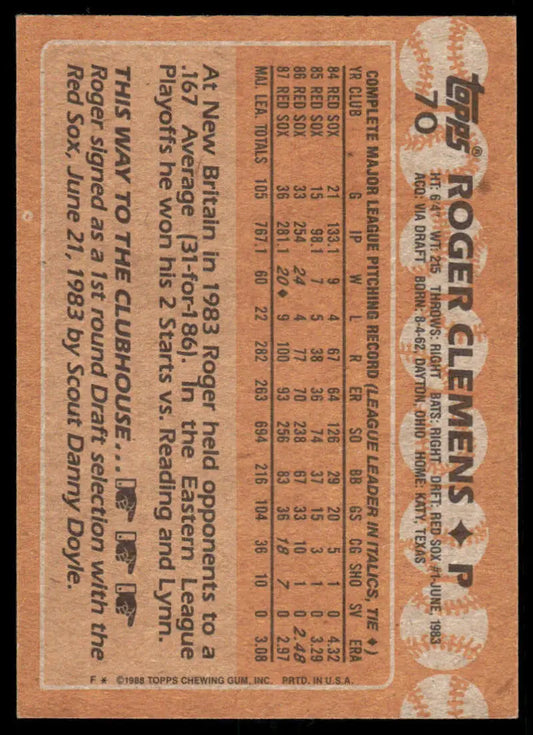 topps® ROGER CLEMENS ♦ P
70
HT: 6'4" WT: 215 THROWS: RIGHT BATS: RIGHT DRFT: RED SOX #1-JUNE 1983
ACQ: VIA DRAFT BORN: 8-4-62, DAYTON, OHIO HOME: KATY, TEXAS
COMPLETE MAJOR LEAGUE PITCHING RECORD (LEAGUE LEADER IN ITALICS, TIE ♦)
YR CLUB G IP W L R ER SO BB GS CG SHO SV ERA
84 RED SOX 21 133.1 9 4 67 64 126 29 20 5 1 0 4.32
85 RED SOX 15 98.1 7 5 38 36 74 37 15 3 1 0 3.29
86 RED SOX 33 254 24 4 77 70 238 67 33 10 1 0 2.48
87 RED SOX 36 281.1 20♦ 9 100 93 256 83 36 18 7 0 2.97
MAJ. LEA. TOTALS 105 767.1 60 22 282 263 694 216 104 36 10 0 3.08
At New Britain in 1983 Roger held opponents to a
.167 Average (31-for-186). In the Eastern League
Playoffs he won his 2 Starts vs. Reading and Lynn.
THIS WAY TO THE CLUBHOUSE...
Roger signed as a 1st round Draft selection with the
Red Sox, June 21, 1983 by Scout Danny Doyle.
F * ©1988 TOPPS CHEWING GUM, INC. PRTD. IN U.S.A.